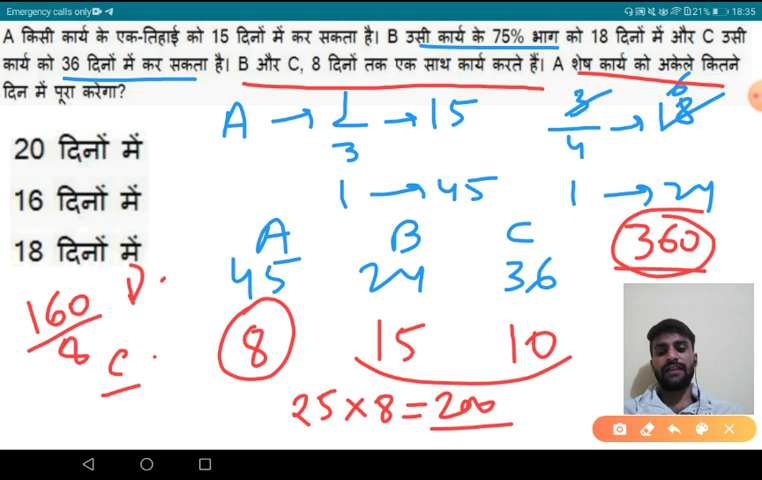 Emergency calls only 21% 18:35
A किसी कार्य के एक-तिहाई को 15 दिनों में कर सकता है। B उसी कार्य के 75% भाग को 18 दिनों में और C उसी
कार्य को 36 दिनों में कर सकता है। B और C, 8 दिनों तक एक साथ कार्य करते हैं। A शेष कार्य को अकेले कितने
दिन में पूरा करेगा?
A → 1/3 → 15
3/4 → 18 6
20 दिनों में
16 दिनों में
1 → 45
1 → 24
18 दिनों में
A B C 360
45 24 36
160/8
8 15 10
C.
25 × 8 = 200